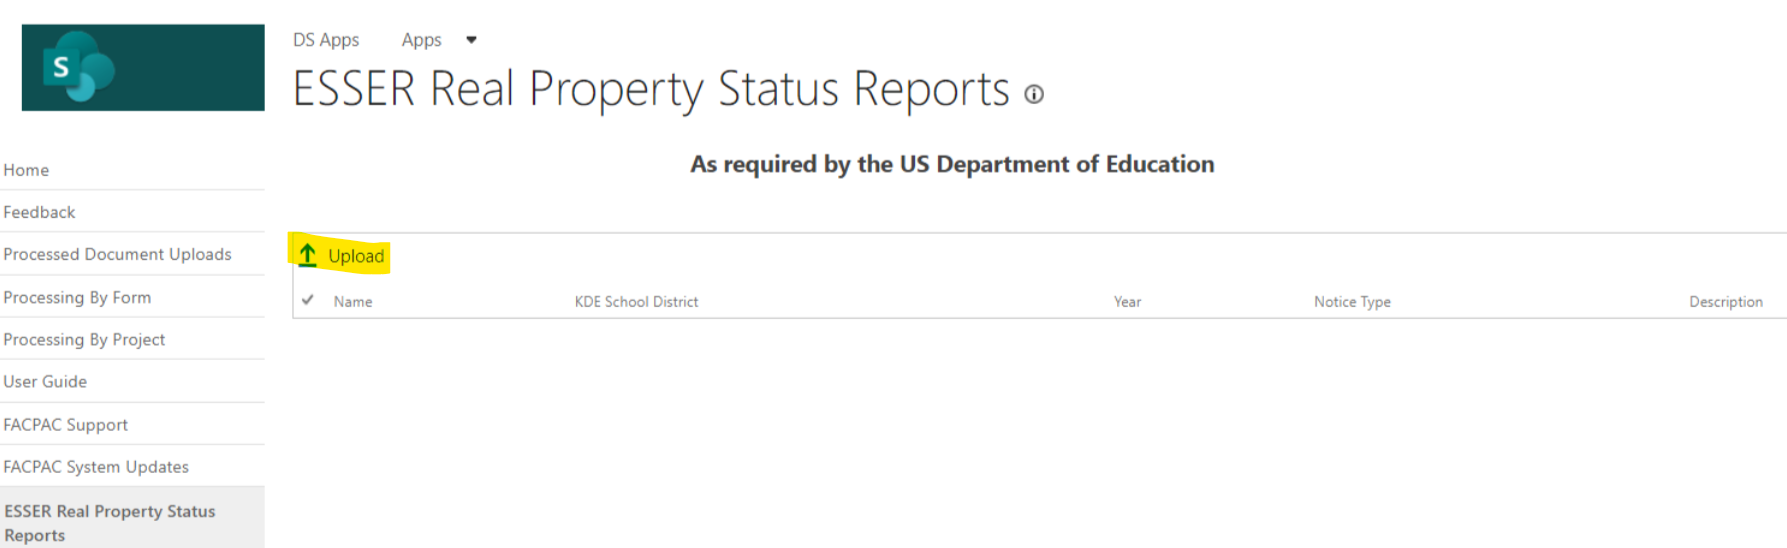 S
DS Apps Apps
ESSER Real Property Status Reports
As required by the US Department of Education
Home
Feedback
Processed Document Uploads
Processing By Form
Processing By Project
User Guide
FACPAC Support
FACPAC System Updates
ESSER Real Property Status
Reports
Upload
Name KDE School District Year Notice Type Description